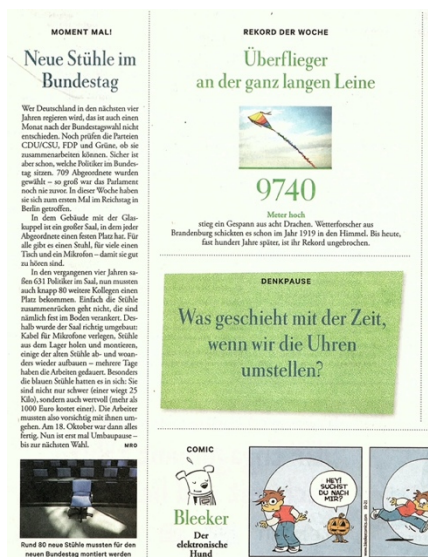 MOMENT MAL!
Neue Stühle im
Bundestag
Wer Deutschland in den nächsten vier
Jahren regieren wird, das ist auch einen
Monat nach der Bundestagswahl nicht
entschieden. Noch prüfen die Parteien
CDU/CSU, FDP und Grüne, ob sie
zusammenarbeiten können. Sicher ist
aber schon, welche Politiker im Bundes-
tag sitzen. 709 Abgeordnete wurden
gewählt – so groß war das Parlament
noch nie zuvor. In dieser Woche haben
sie sich zum ersten Mal im Reichstag in
Berlin getroffen.
In dem Gebäude mit der Glas-
kuppel ist ein großer Saal, in dem jeder
Abgeordnete einen festen Platz hat. Für
alle gibt es einen Stuhl, für viele einen
Tisch und ein Mikrofon – damit sie gut
zu hören sind.
In den vergangenen vier Jahren sa-
ßen 631 Politiker im Saal, nun mussten
auch knapp 80 weitere Kollegen einen
Platz bekommen. Einfach die Stühle
zusammenrücken geht nicht, die sind
nämlich fest im Boden verankert. Des-
halb wurde der Saal richtig umgebaut:
Kabel für Mikrofone verlegen, Stühle
aus dem Lager holen und montieren,
einige der alten Stühle ab- und woan-
ders wieder aufbauen – mehrere Tage
haben die Arbeiten gedauert. Besonders
die blauen Stühle hatten es in sich: Sie
sind nicht nur schwer (einer wiegt 25
Kilo), sondern auch wertvoll (mehr als
1000 Euro kostet einer). Die Arbeiter
mussten also vorsichtig mit ihnen um-
gehen. Am 18. Oktober war dann alles
fertig. Nun ist erst mal Umbaupause –
bis zur nächsten Wahl. MRO
Rund 80 neue Stühle mussten für den
neuen Bundestag montiert werden
REKORD DER WOCHE
Überflieger
an der ganz langen Leine
9740
Meter hoch
stieg ein Gespann aus acht Drachen. Wetterforscher aus
Brandenburg schickten es schon im Jahr 1919 in den Himmel. Bis heute,
fast hundert Jahre später, ist ihr Rekord ungebrochen.
DENKPAUSE
Was geschieht mit der Zeit,
wenn wir die Uhren
umstellen?
COMIC
Bleeker
Der
elektronische
Hund
HEY!
SUCHST
DU NACH
MIR?